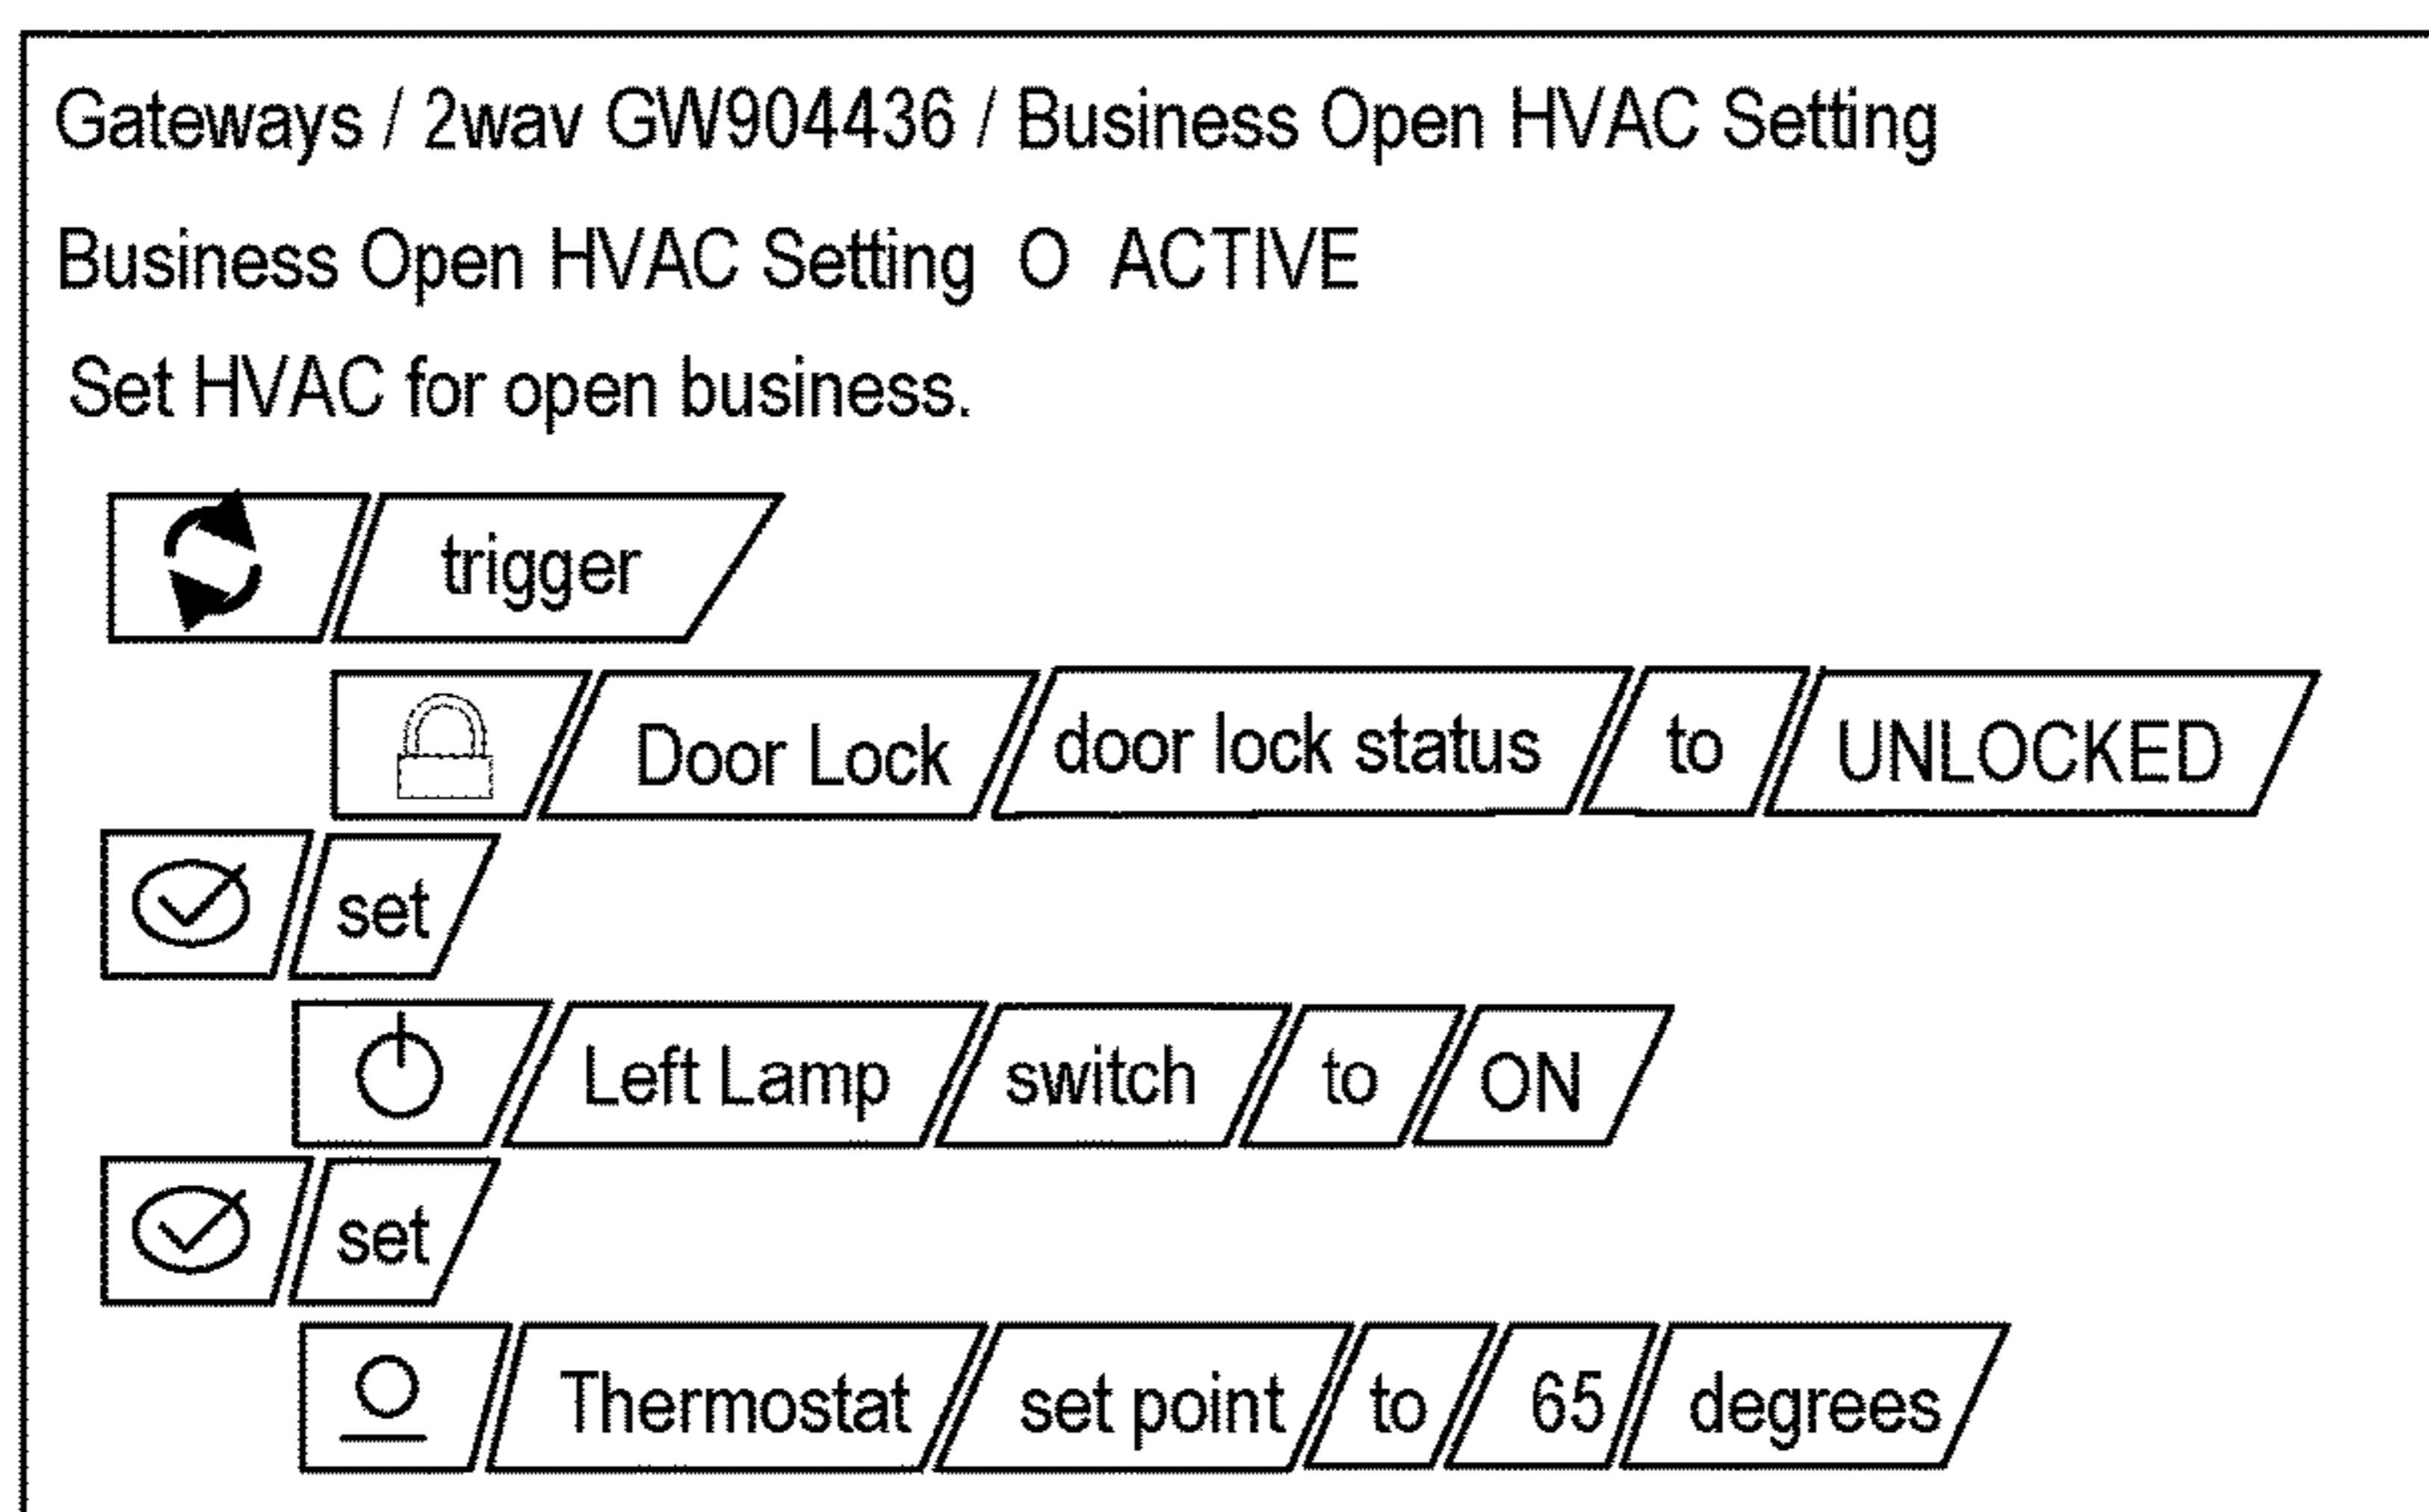 Gateways / 2wav GW904436 / Business Open HVAC Setting
Business Open HVAC Setting O ACTIVE
Set HVAC for open business.
trigger
Door Lock door lock status to UNLOCKED
set
Left Lamp switch to ON
set
Thermostat set point to 65 degrees